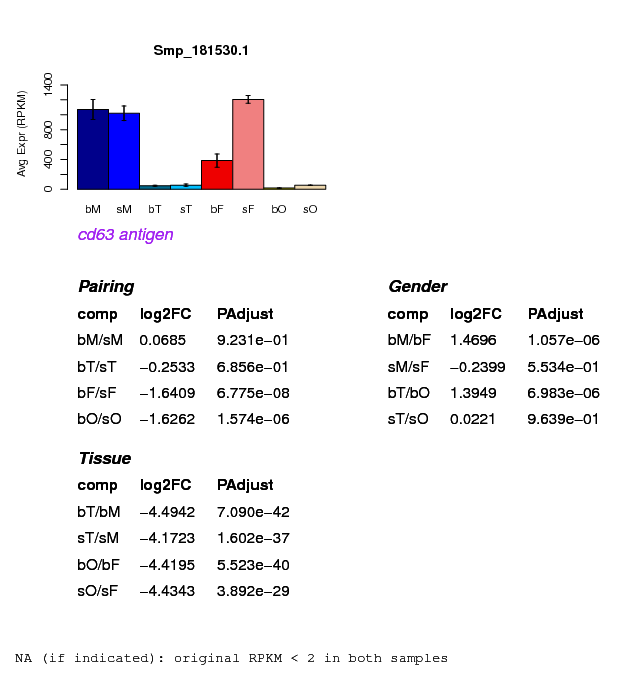 Smp_181530.1
Avg Expr (RPKM)
0 400 800 1400
bM sM bT sT bF sF bO sO
cd63 antigen
Pairing
comp log2FC PAdjust
bM/sM 0.0685 9.231e−01
bT/sT −0.2533 6.856e−01
bF/sF −1.6409 6.775e−08
bO/sO −1.6262 1.574e−06
Gender
comp log2FC PAdjust
bM/bF 1.4696 1.057e−06
sM/sF −0.2399 5.534e−01
bT/bO 1.3949 6.983e−06
sT/sO 0.0221 9.639e−01
Tissue
comp log2FC PAdjust
bT/bM −4.4942 7.090e−42
sT/sM −4.1723 1.602e−37
bO/bF −4.4195 5.523e−40
sO/sF −4.4343 3.892e−29
NA (if indicated): original RPKM < 2 in both samples